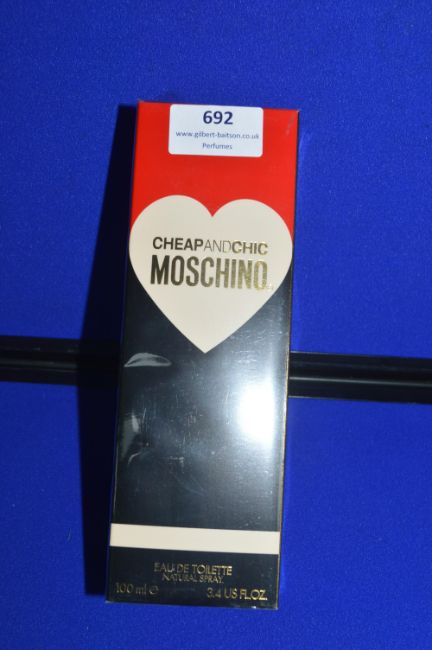 692
www.gilbert-baitson.co.uk
Perfumes
CHEAPANDCHIC
MOSCHINO
EAU DE TOILETTE
NATURAL SPRAY
100 ml ℮ 3.4 US FL.OZ.